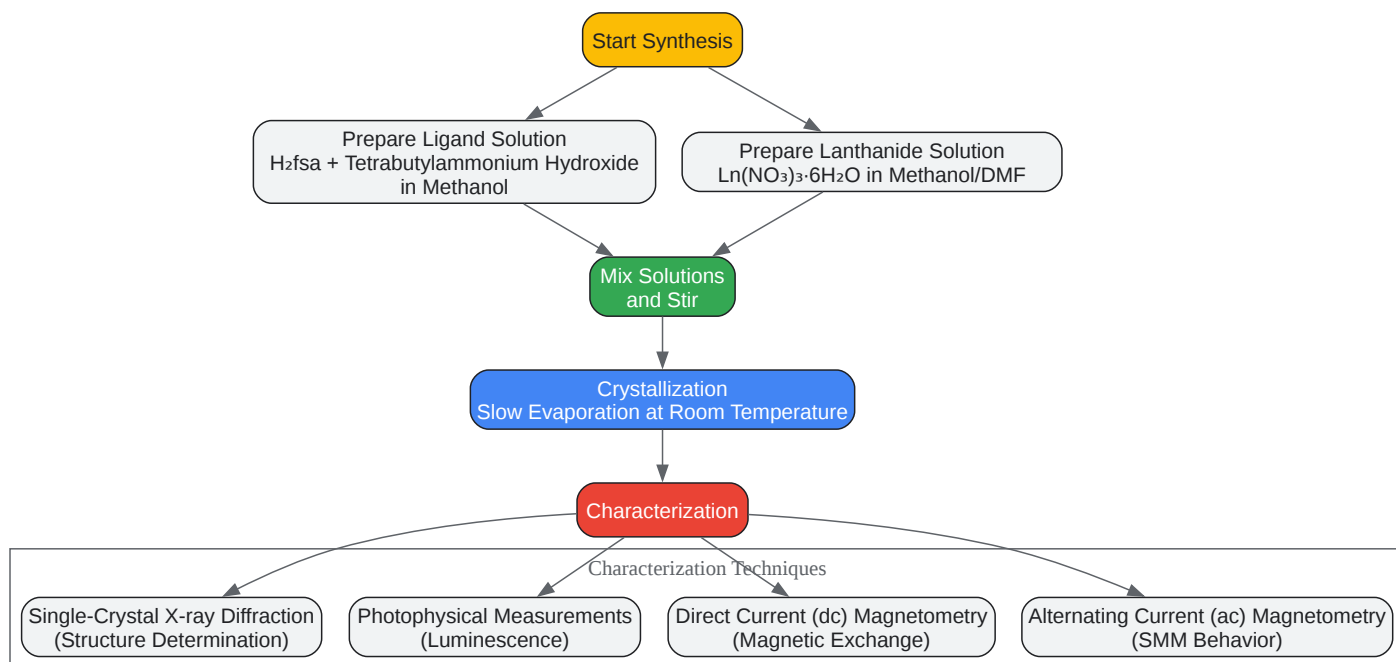 Start Synthesis
Prepare Ligand Solution
H₂fsa + Tetrabutylammonium Hydroxide
in Methanol
Prepare Lanthanide Solution
Ln(NO₃)₃·6H₂O in Methanol/DMF
Mix Solutions
and Stir
Crystallization
Slow Evaporation at Room Temperature
Characterization
Characterization Techniques
Single-Crystal X-ray Diffraction
(Structure Determination)
Photophysical Measurements
(Luminescence)
Direct Current (dc) Magnetometry
(Magnetic Exchange)
Alternating Current (ac) Magnetometry
(SMM Behavior)